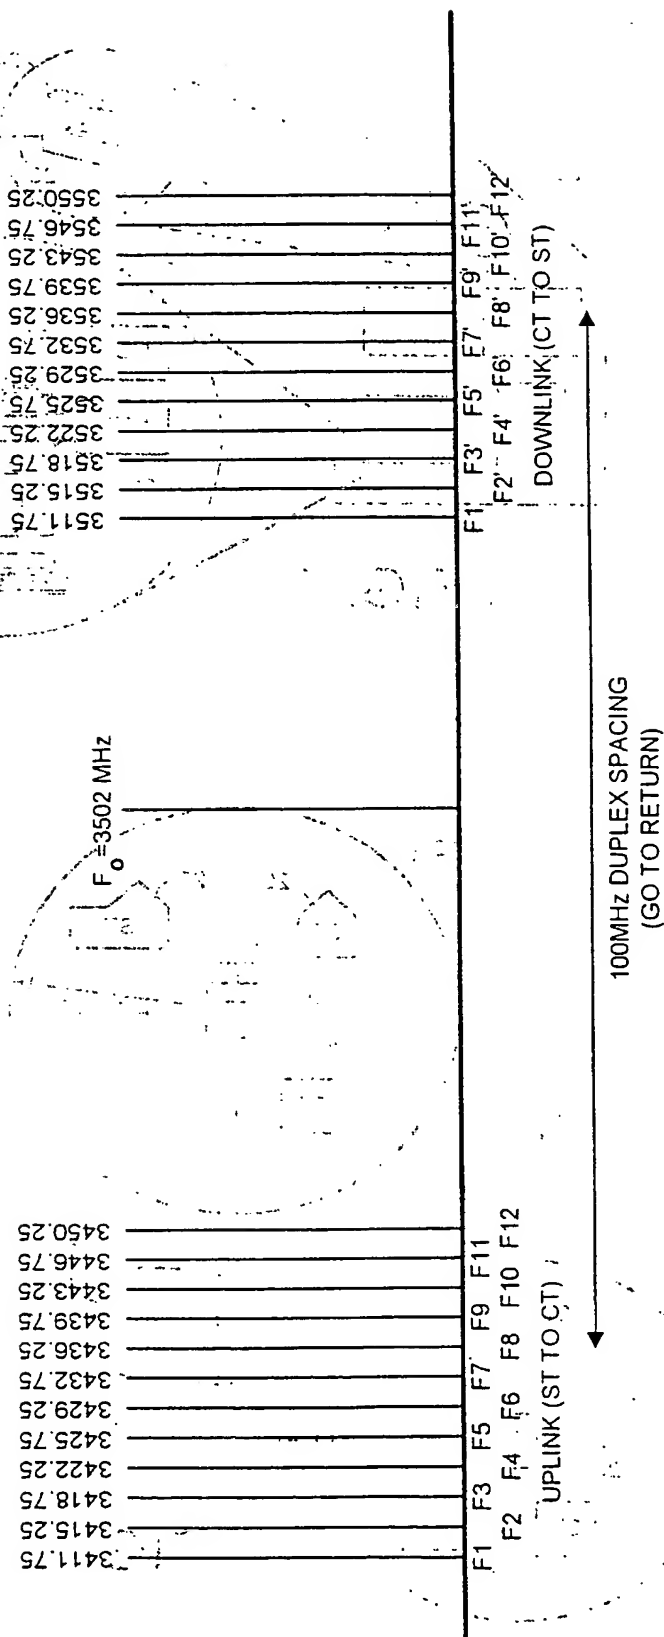 3411.75 3415.25 3418.75 3422.25 3425.75 3429.25 3432.75 3436.25 3439.75 3443.25 3446.75 3450.25
F1 F3 F5 F7 F9 F11
F2 F4 F6 F8 F10 F12
UPLINK (ST TO CT)
Fo=3502 MHz
3511.75 3515.25 3518.75 3522.25 3525.75 3529.25 3532.75 3536.25 3539.75 3543.25 3546.75 3550.25
F1' F3' F5' F7' F9' F11'
F2' F4' F6' F8' F10' F12'
DOWNLINK (CT TO ST)
100MHz DUPLEX SPACING
(GO TO RETURN)